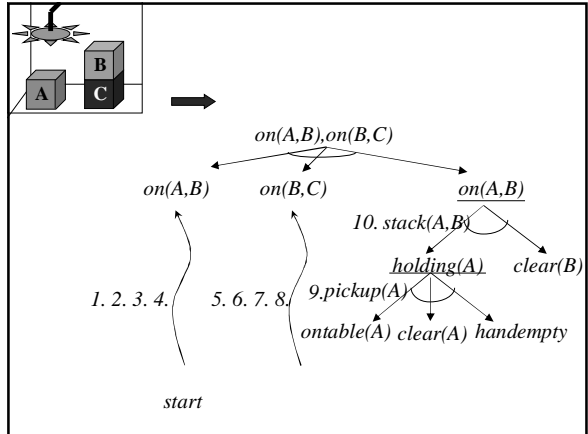 B
A
C
on(A,B),on(B,C)
on(A,B) on(B,C) on(A,B)
10. stack(A,B)
holding(A) clear(B)
1. 2. 3. 4. 5. 6. 7. 8. 9.pickup(A)
ontable(A) clear(A) handempty
start